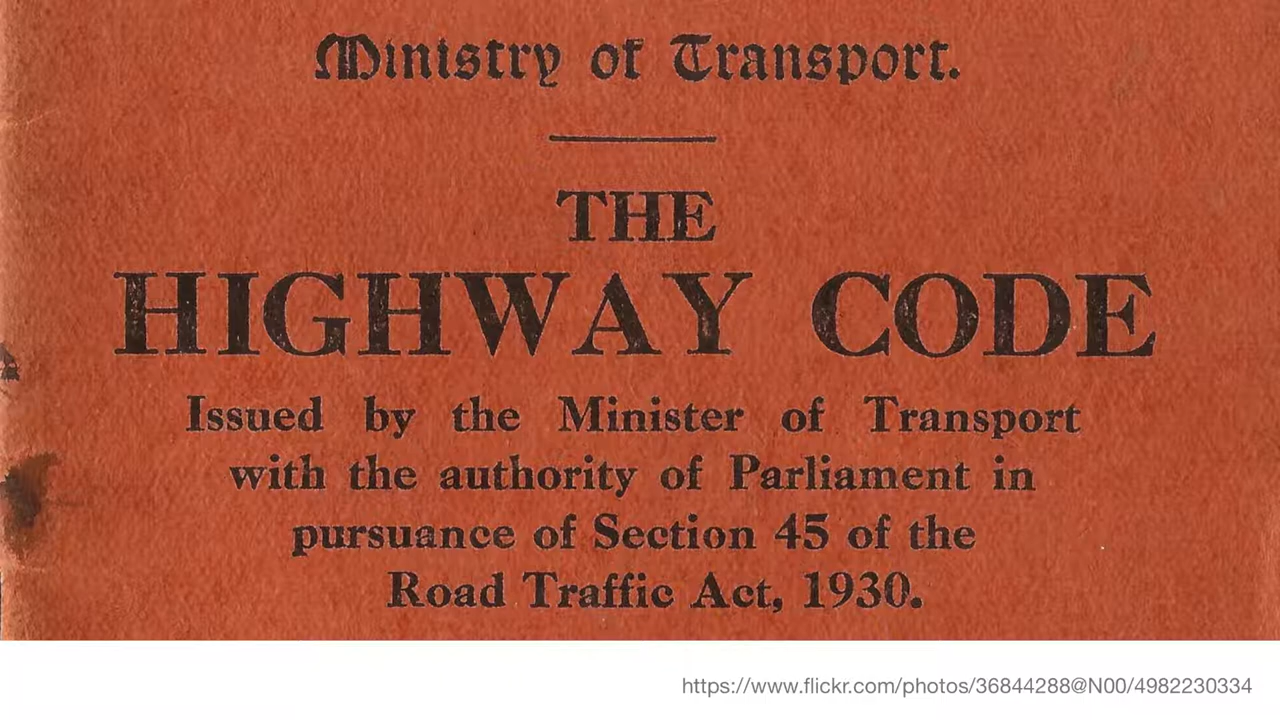 Ministry of Transport.
THE
HIGHWAY CODE
Issued by the Minister of Transport
with the authority of Parliament in
pursuance of Section 45 of the
Road Traffic Act, 1930.
https://www.flickr.com/photos/36844288@N00/4982230334